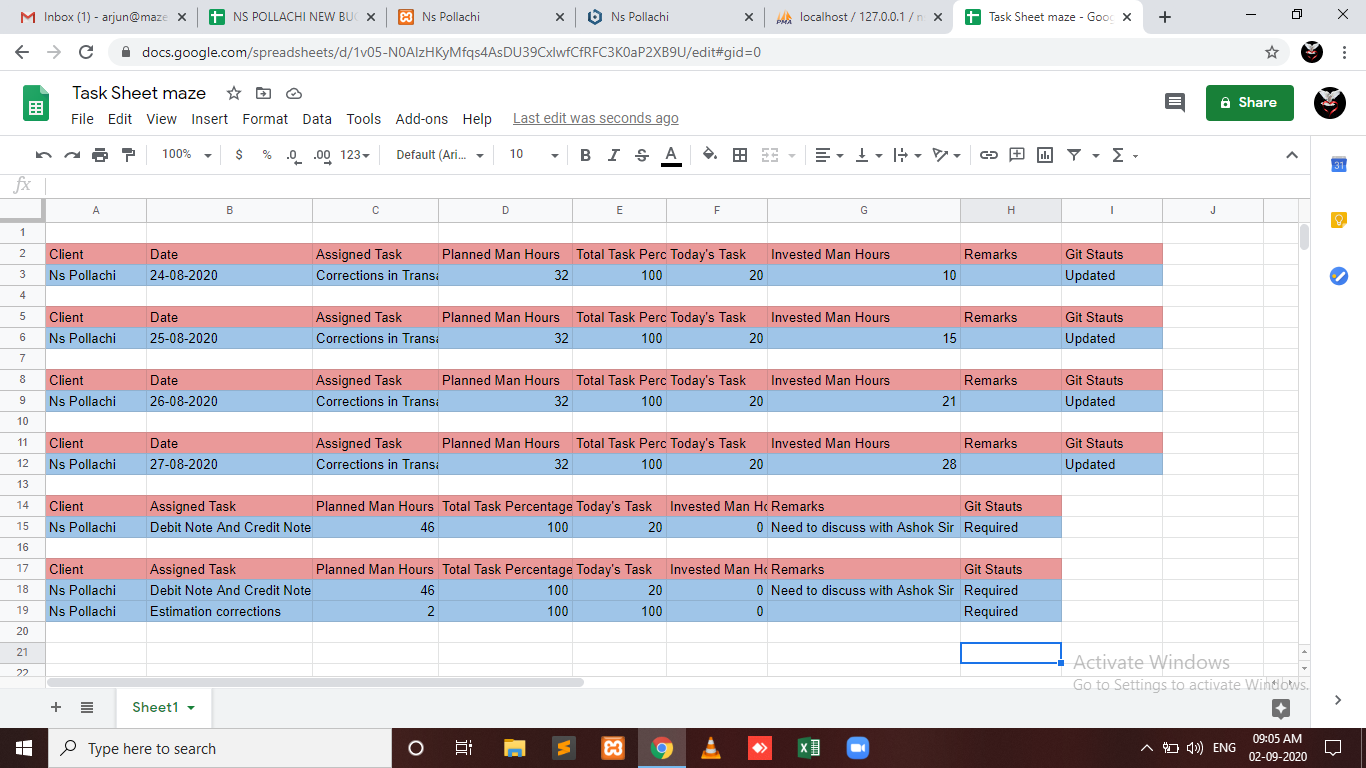 Inbox (1) - arjun@maze
NS POLLACHI NEW BUG
Ns Pollachi
Ns Pollachi
localhost / 127.0.0.1 / n
Task Sheet maze - Goog
docs.google.com/spreadsheets/d/1v05-N0AlzHKyMfqs4AsDU39CxlwfCfRFC3K0aP2XB9U/edit#gid=0
Task Sheet maze
Share
File Edit View Insert Format Data Tools Add-ons Help Last edit was seconds ago
100% $ % .0 .00 123 Default (Ari... 10 B I S A Σ
fx
A B C D E F G H I J
1
2 Client Date Assigned Task Planned Man Hours Total Task Perc Today's Task Invested Man Hours Remarks Git Stauts
3 Ns Pollachi 24-08-2020 Corrections in Transa 32 100 20 10 Updated
4
5 Client Date Assigned Task Planned Man Hours Total Task Perc Today's Task Invested Man Hours Remarks Git Stauts
6 Ns Pollachi 25-08-2020 Corrections in Transa 32 100 20 15 Updated
7
8 Client Date Assigned Task Planned Man Hours Total Task Perc Today's Task Invested Man Hours Remarks Git Stauts
9 Ns Pollachi 26-08-2020 Corrections in Transa 32 100 20 21 Updated
10
11 Client Date Assigned Task Planned Man Hours Total Task Perc Today's Task Invested Man Hours Remarks Git Stauts
12 Ns Pollachi 27-08-2020 Corrections in Transa 32 100 20 28 Updated
13
14 Client Assigned Task Planned Man Hours Total Task Percentage Today's Task Invested Man Ho Remarks Git Stauts
15 Ns Pollachi Debit Note And Credit Note 46 100 20 0 Need to discuss with Ashok Sir Required
16
17 Client Assigned Task Planned Man Hours Total Task Percentage Today's Task Invested Man Ho Remarks Git Stauts
18 Ns Pollachi Debit Note And Credit Note 46 100 20 0 Need to discuss with Ashok Sir Required
19 Ns Pollachi Estimation corrections 2 100 100 0 Required
20
21
22
Activate Windows
Go to Settings to activate Windows.
Sheet1
31
Type here to search
ENG
09:05 AM
02-09-2020